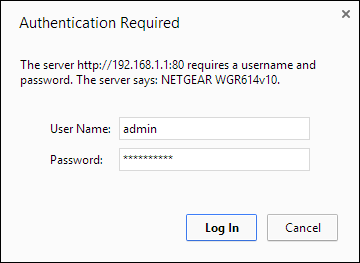 Authentication Required
The server http://192.168.1.1:80 requires a username and
password. The server says: NETGEAR WGR614v10.
User Name: admin
Password: **********
Log In Cancel